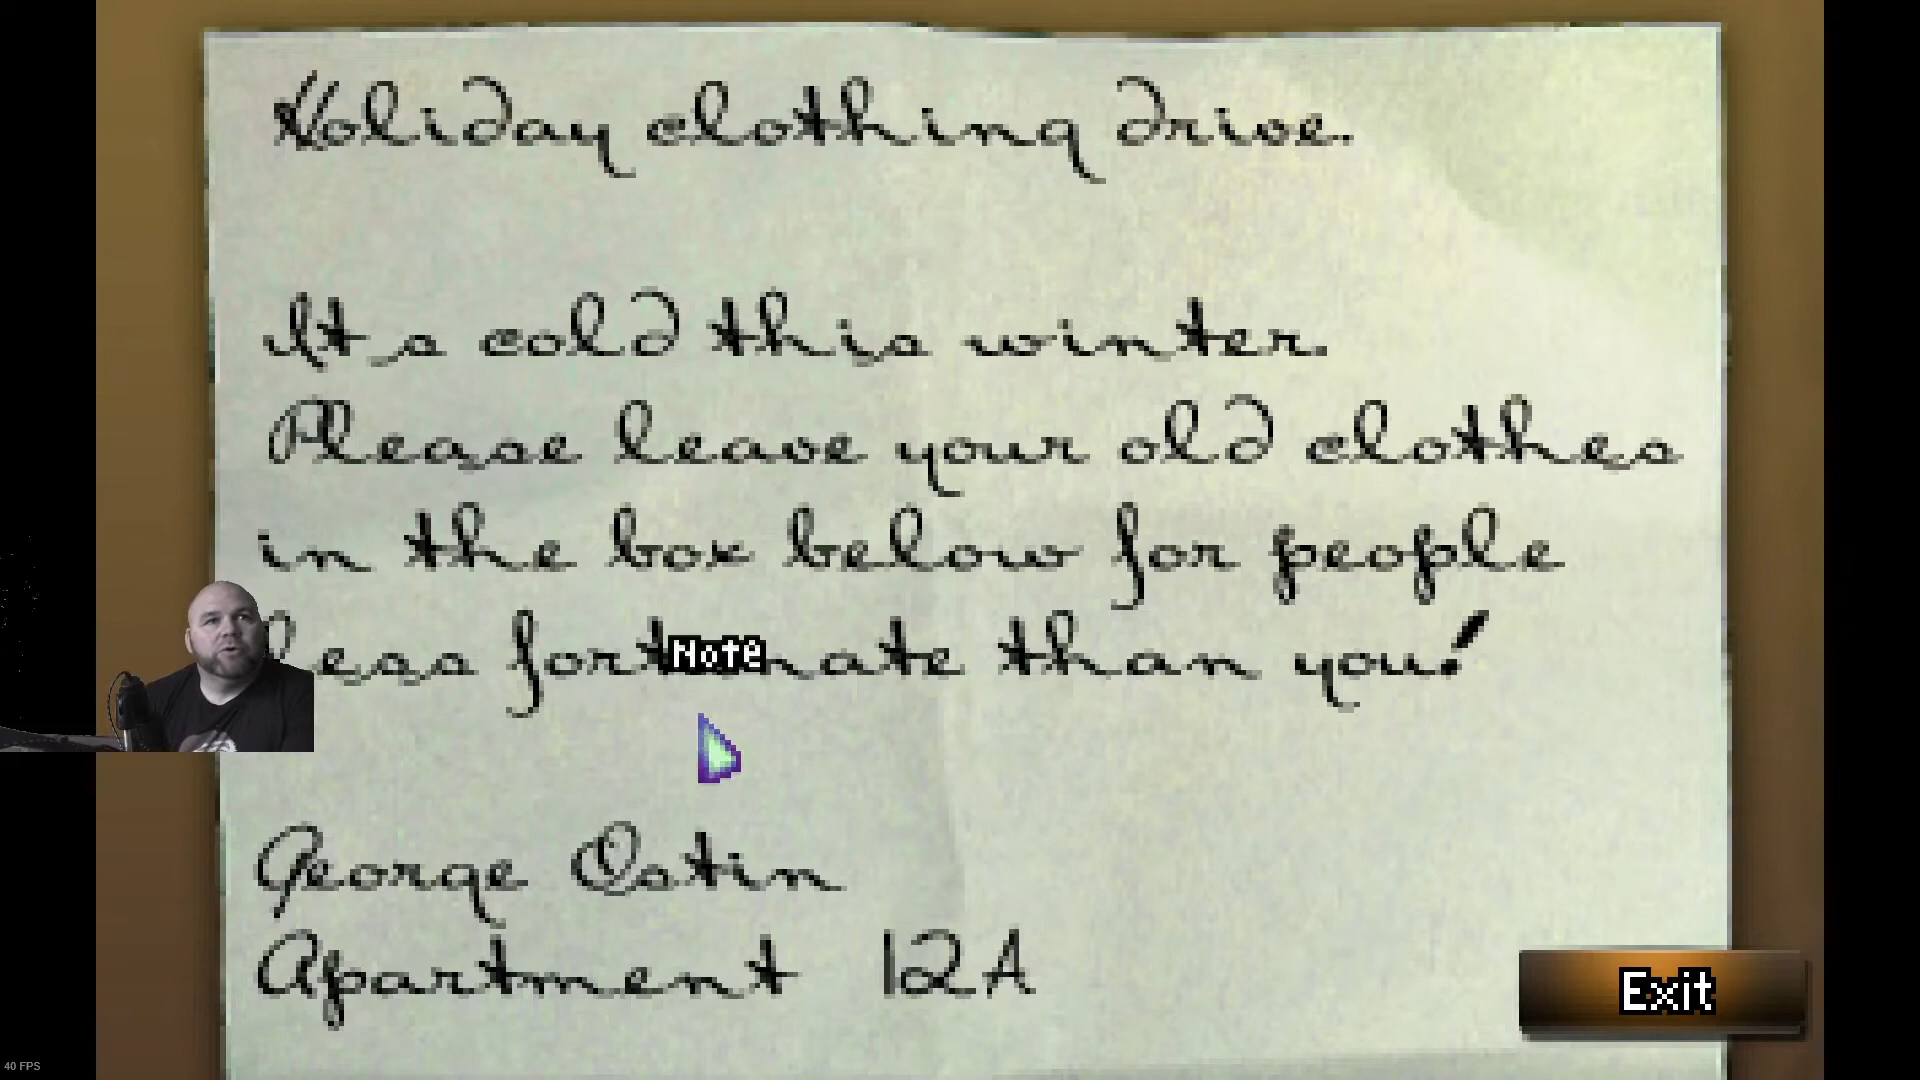 Holiday clothing drive.
It s cold this winter.
Please leave your old clothes
in the box below for people
less fortunate than you!
Note
George Ostin
Apartment 12A
Exit
40 FPS